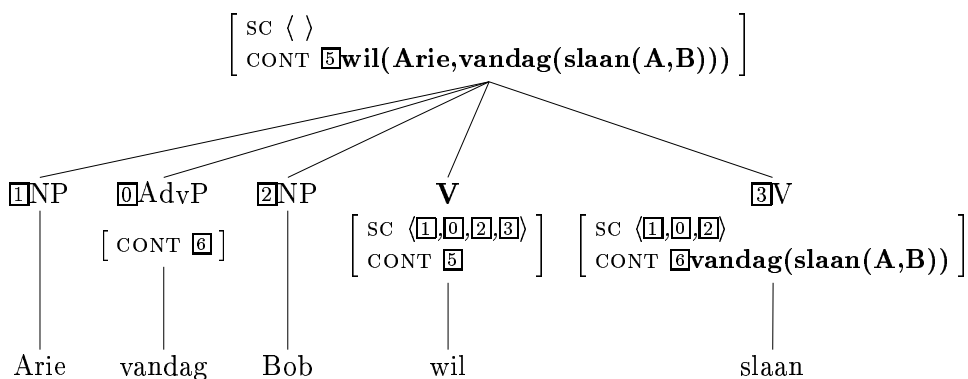 SC ⟨ ⟩
CONT 5wil(Arie,vandag(slaan(A,B)))
1NP 0AdvP 2NP V 3V
SC ⟨1,0,2,3⟩ SC ⟨1,0,2⟩
[ CONT 6 ]
CONT 5 CONT 6vandag(slaan(A,B))
Arie vandag Bob wil slaan